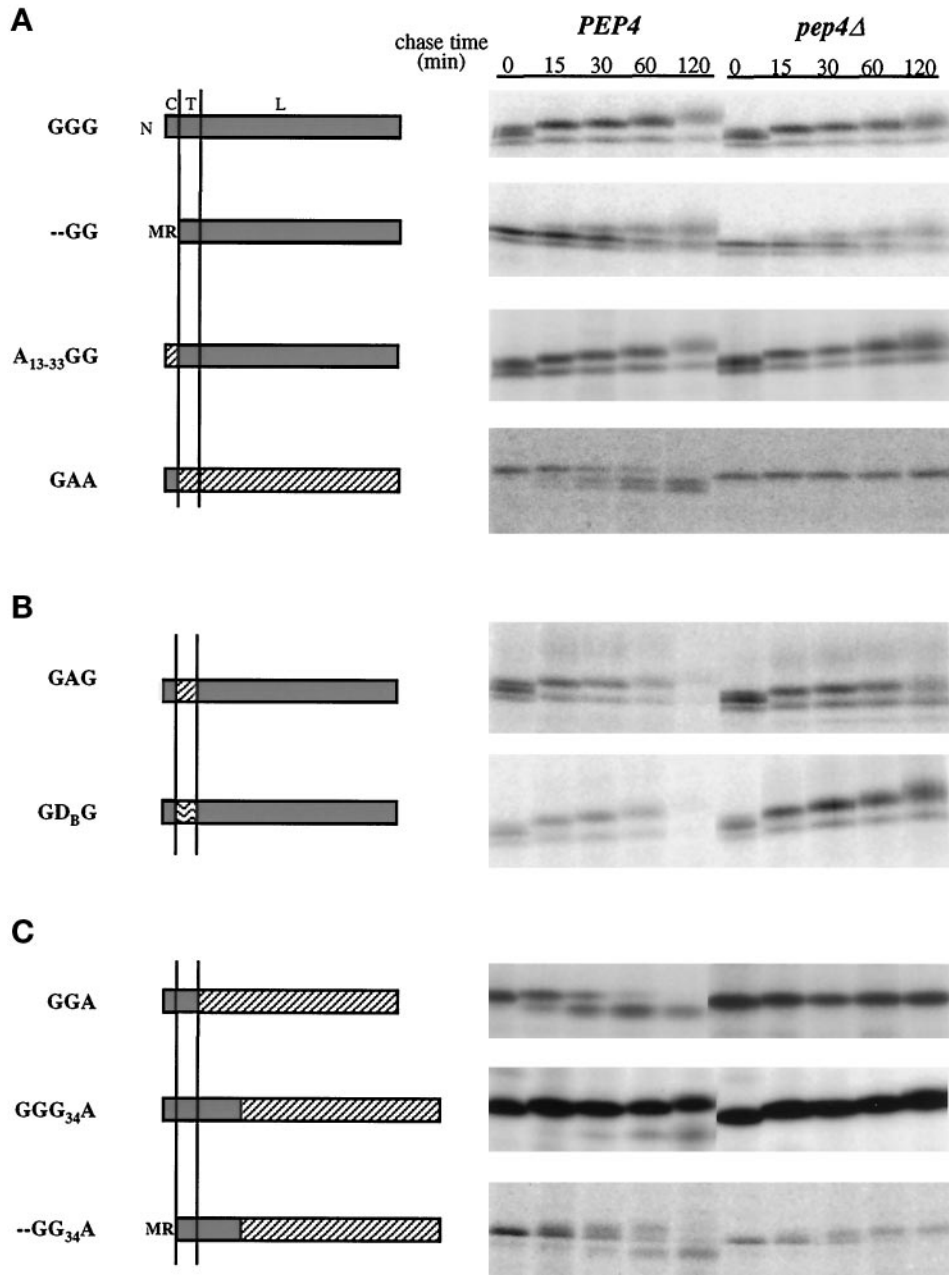 A
PEP4 pep4Δ
chase time
(min)
0 15 30 60 120 0 15 30 60 120
C T L
GGG N
--GG MR
A₁₃₋₃₃GG
GAA
B
GAG
GD_BG
C
GGA
GGG₃₄A
--GG₃₄A MR